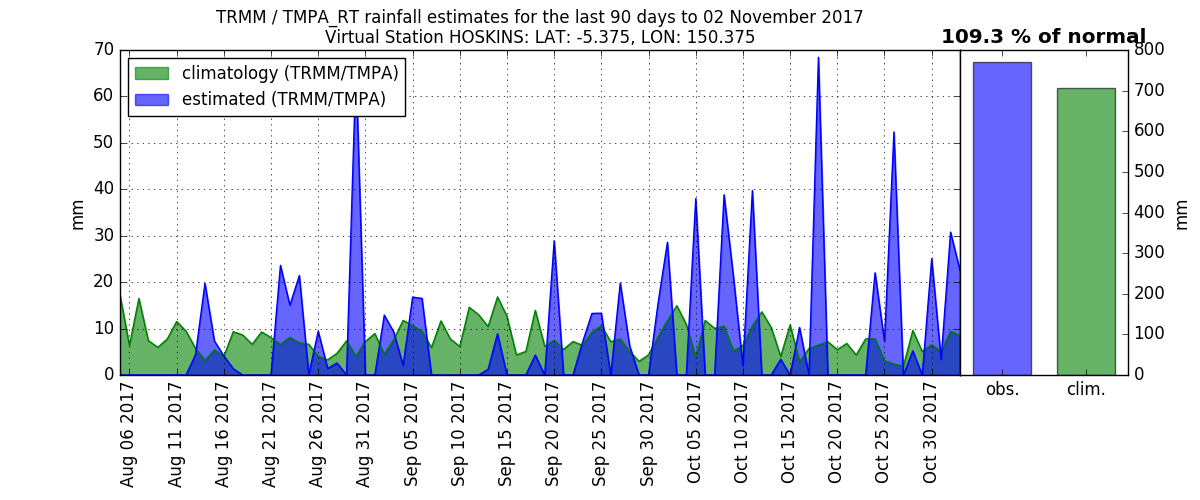 TRMM / TMPA_RT rainfall estimates for the last 90 days to 02 November 2017
Virtual Station HOSKINS: LAT: -5.375, LON: 150.375
109.3 % of normal
climatology (TRMM/TMPA)
estimated (TRMM/TMPA)
70
60
50
40
30
20
10
0
mm
800
700
600
500
400
300
200
100
0
mm
Aug 06 2017
Aug 11 2017
Aug 16 2017
Aug 21 2017
Aug 26 2017
Aug 31 2017
Sep 05 2017
Sep 10 2017
Sep 15 2017
Sep 20 2017
Sep 25 2017
Sep 30 2017
Oct 05 2017
Oct 10 2017
Oct 15 2017
Oct 20 2017
Oct 25 2017
Oct 30 2017
obs.
clim.